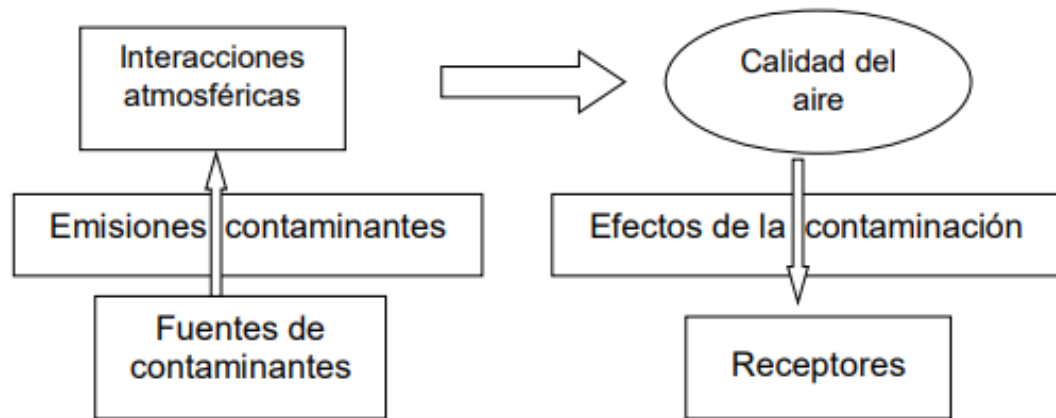 Interacciones
atmosféricas
Calidad del
aire
Emisiones contaminantes
Efectos de la contaminación
Fuentes de
contaminantes
Receptores